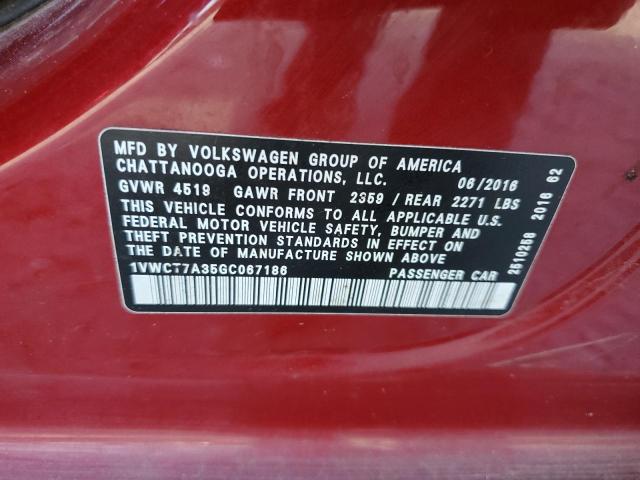 MFD BY VOLKSWAGEN GROUP OF AMERICA
CHATTANOOGA OPERATIONS, LLC. 06/2016
GVWR 4519 GAWR FRONT 2359 / REAR 2271 LBS
THIS VEHICLE CONFORMS TO ALL APPLICABLE U.S.
FEDERAL MOTOR VEHICLE SAFETY, BUMPER AND
THEFT PREVENTION STANDARDS IN EFFECT ON
THE DATE OF MANUFACTURE SHOWN ABOVE
1VWCT7A35GC067186 PASSENGER CAR
2510258 2016 62